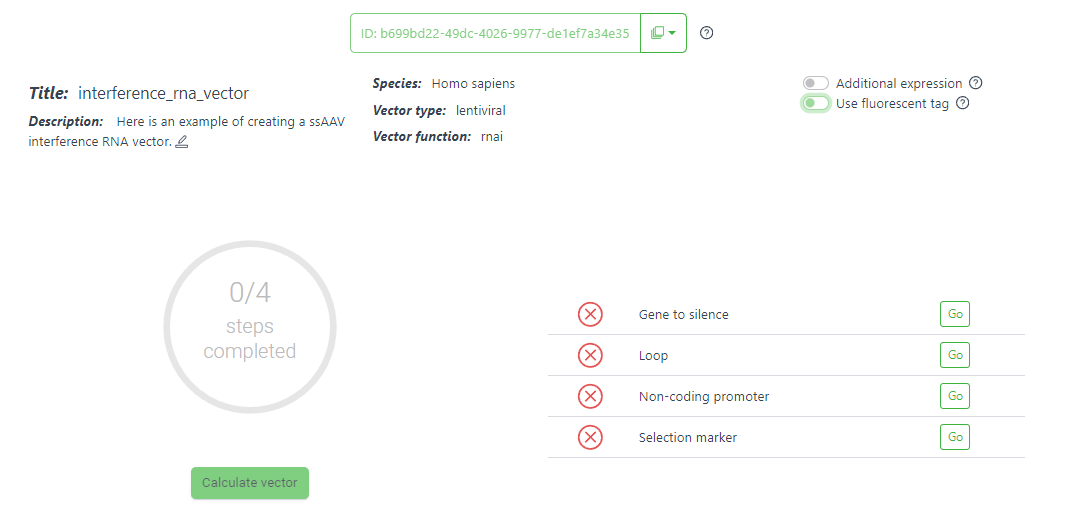 ID: b699bd22-49dc-4026-9977-de1ef7a34e35
Title: interference_rna_vector
Description: Here is an example of creating a ssAAV
interference RNA vector.
Species: Homo sapiens
Vector type: lentiviral
Vector function: rnai
Additional expression
Use fluorescent tag
0/4
steps
completed
Calculate vector
Gene to silence Go
Loop Go
Non-coding promoter Go
Selection marker Go